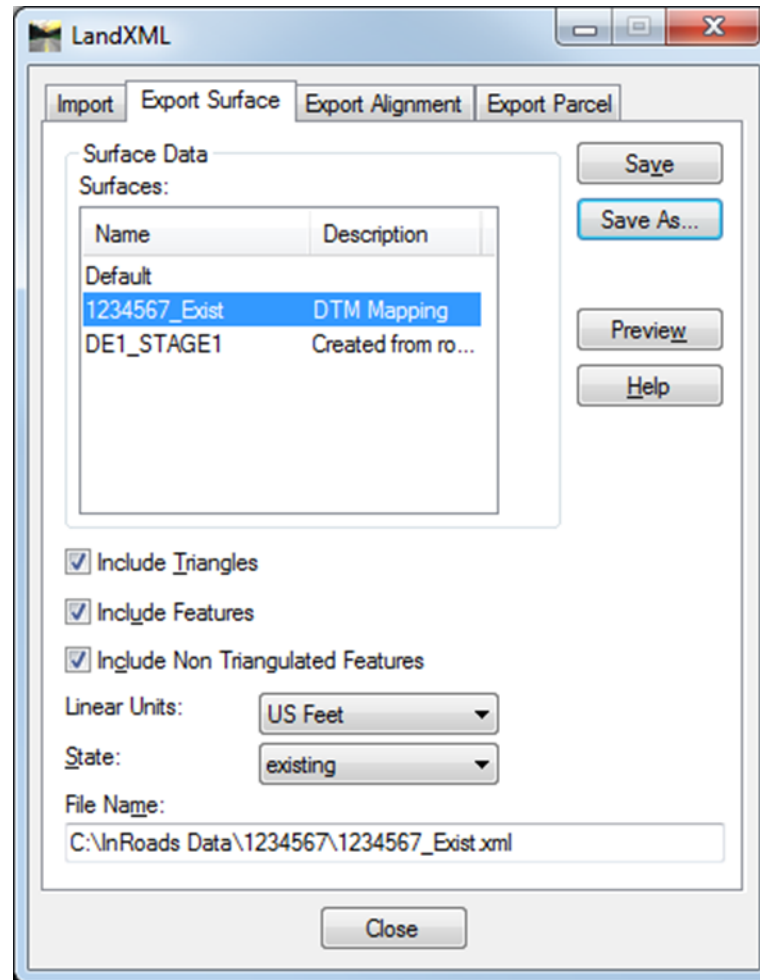 LandXML
Import Export Surface Export Alignment Export Parcel
Surface Data
Surfaces:
Name Description
Default
1234567_Exist DTM Mapping
DE1_STAGE1 Created from ro...
Save
Save As...
Preview
Help
Include Triangles
Include Features
Include Non Triangulated Features
Linear Units: US Feet
State: existing
File Name:
C:\InRoads Data\1234567\1234567_Exist.xml
Close